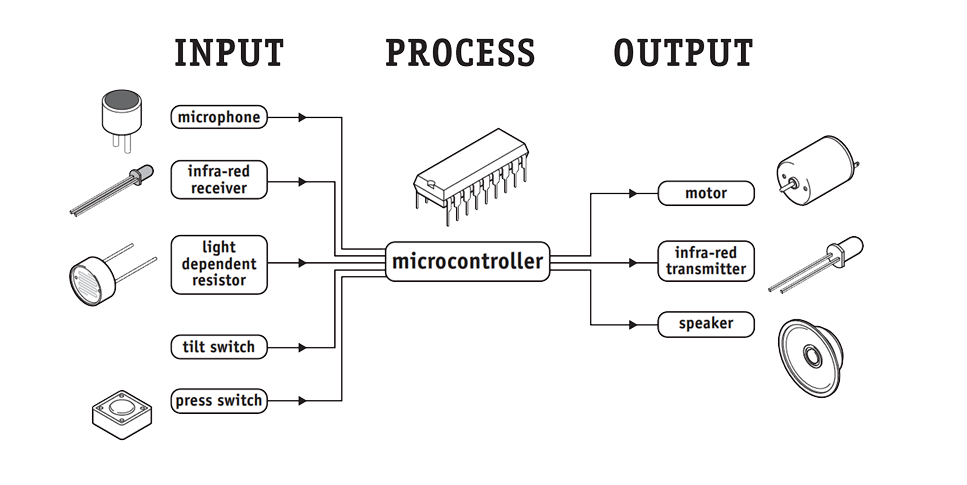 INPUT
PROCESS
OUTPUT
microphone
infra-red
receiver
light
dependent
resistor
tilt switch
press switch
microcontroller
motor
infra-red
transmitter
speaker